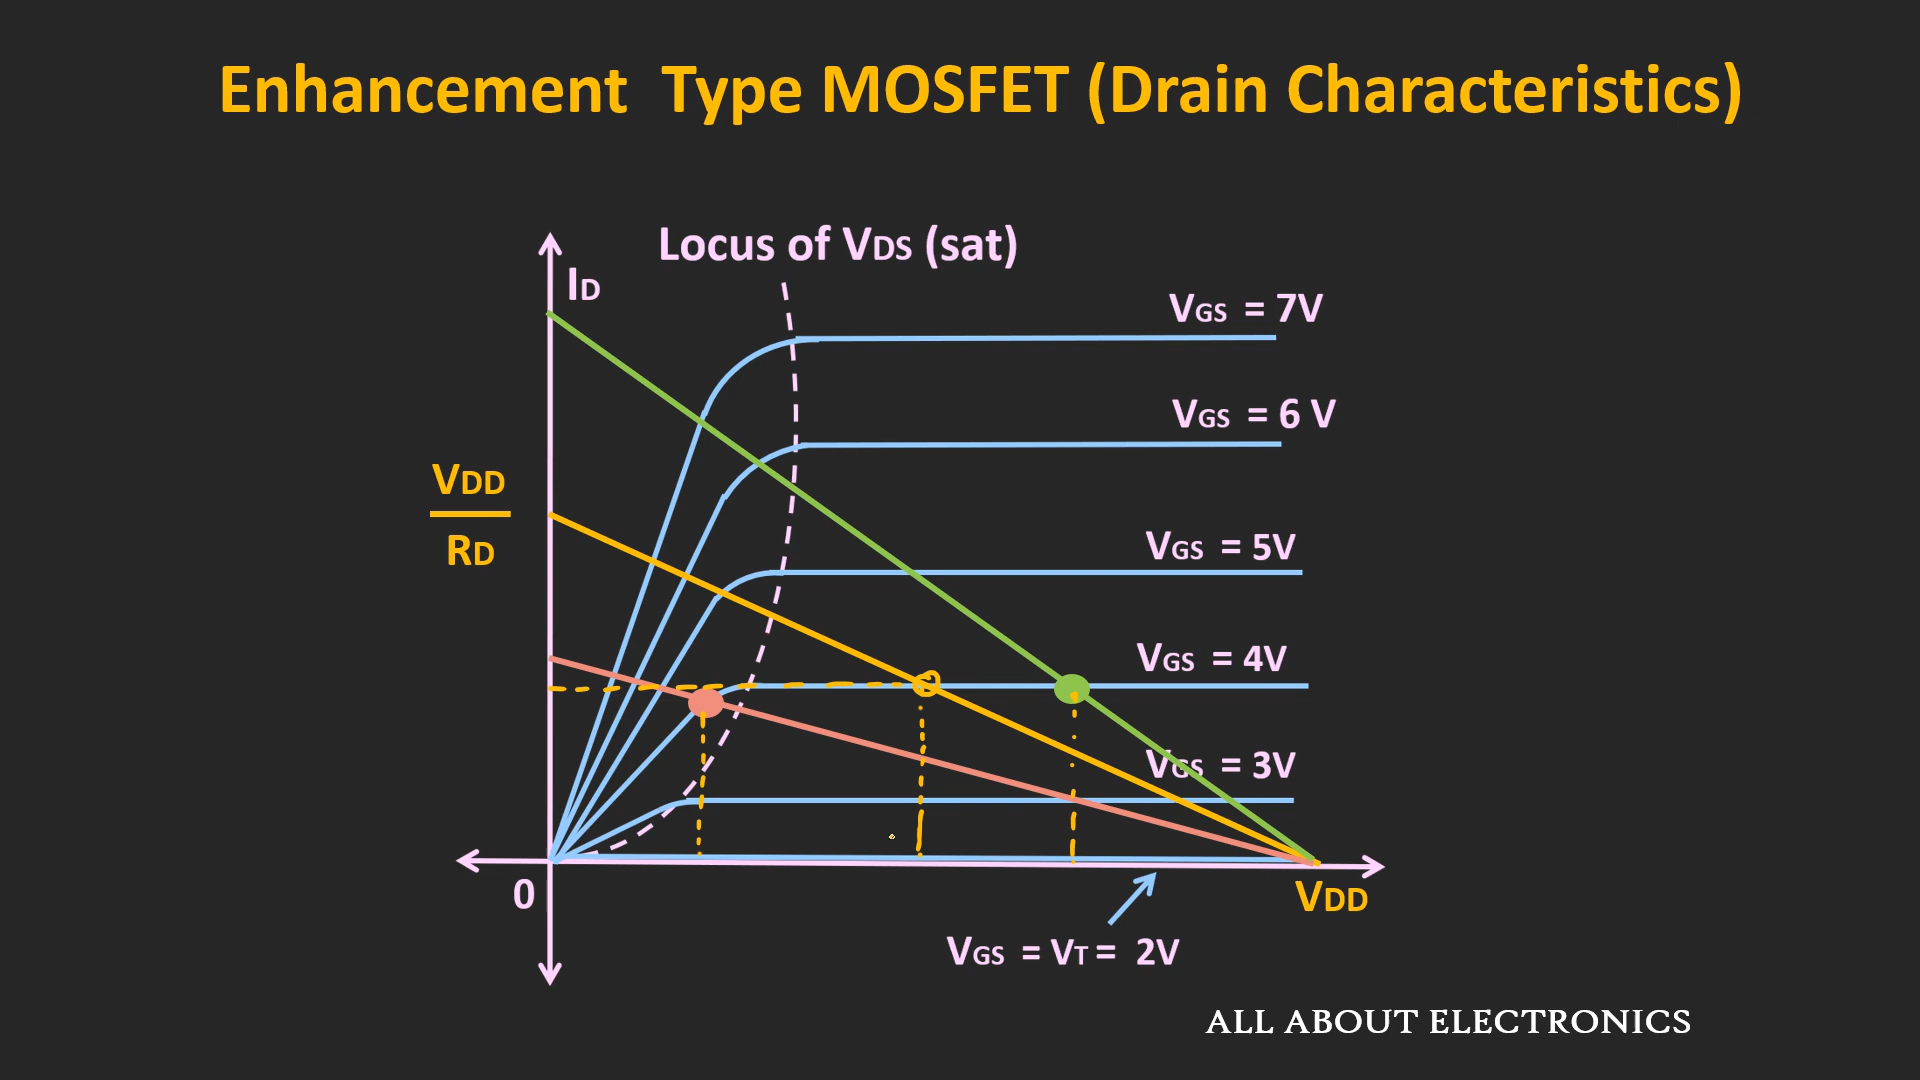 Enhancement Type MOSFET (Drain Characteristics)
Locus of VDS (sat)
ID
VGS = 7V
VGS = 6 V
VDD
RD
VGS = 5V
VGS = 4V
VGS = 3V
0
VDD
VGS = VT = 2V
ALL ABOUT ELECTRONICS